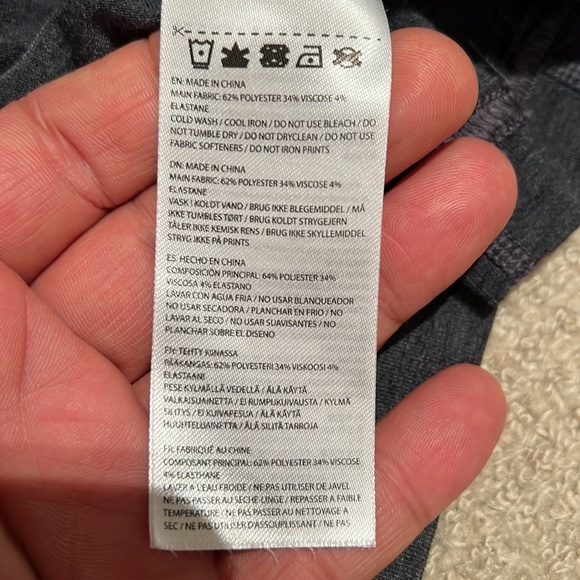 EN: MADE IN CHINA
MAIN FABRIC: 62% POLYESTER 34% VISCOSE 4%
ELASTANE
COLD WASH / COOL IRON / DO NOT USE BLEACH / DO
NOT TUMBLE DRY / DO NOT DRYCLEAN / DO NOT USE
FABRIC SOFTENERS / DO NOT IRON PRINTS
DN: MADE IN CHINA
MAIN FABRIC: 62% POLYESTER 34% VISCOSE 4%
ELASTANE
VASK I KOLDT VAND / BRUG IKKE BLEGEMIDDEL / MÅ
IKKE TUMBLES TØRT / BRUG KOLDT STRYGEJERN
TÅLER IKKE KEMISK RENS / BRUG IKKE SKYLLEMIDDEL
STRYG IKKE PÅ PRINTS
ES: HECHO EN CHINA
COMPOSICIÓN PRINCIPAL: 64% POLIESTER 34%
VISCOSA 4% ELASTANO
LAVAR CON AGUA FRIA / NO USAR BLANQUEADOR
NO USAR SECADORA / PLANCHAR EN FRIO / NO
LAVAR AL SECO / NO USAR SUAVISANTES / NO
PLANCHAR SOBRE EL DISENO
FN: TEHTY KIINASSA
PÄÄKANGAS: 62% POLYESTERI 34% VISKOOSI 4%
ELASTAANI
PESE KYLMÄLLÄ VEDELLÄ / ÄLÄ KÄYTÄ
VALKAISUAINETTA / EI RUMPUKUIVAUSTA / KYLMÄ
SILITYS / EI KUIVAPESUA / ÄLÄ KÄYTÄ
HUUHTELUAINETTA / ÄLÄ SILITÄ TARROJA
FR: FABRIQUÉ AU CHINE
COMPOSANT PRINCIPAL: 62% POLYESTER 34% VISCOSE
4% ELASTHANE
LAVER A L'EAU FROIDE / NE PAS UTILISER DE JAVEL
NE PAS PASSER AU SÈCHE-LINGE / REPASSER A FAIBLE
TEMPERATURE / NE PAS PASSER AU NETTOYAGE A
SEC / NE PAS UTILISER D'ASSOUPLISSANT / NE PAS